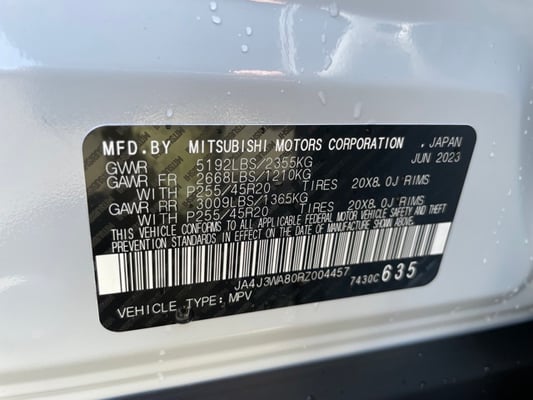 MFD.BY MITSUBISHI MOTORS CORPORATION , JAPAN
GVWR 5192LBS/2355KG JUN 2023
GAWR FR 2668LBS/1210KG
WITH P255/45R20 TIRES 20X8.0J RIMS
GAWR RR 3009LBS/1365KG
WITH P255/45R20 TIRES 20X8.0J RIMS
THIS VEHICLE CONFORMS TO ALL APPLICABLE FEDERAL MOTOR VEHICLE SAFETY AND THEFT
PREVENTION STANDARDS IN EFFECT ON THE DATE OF MANUFACTURE SHOWN ABOVE.
JA4J3WA80RZ004457 7430C 635
VEHICLE TYPE: MPV